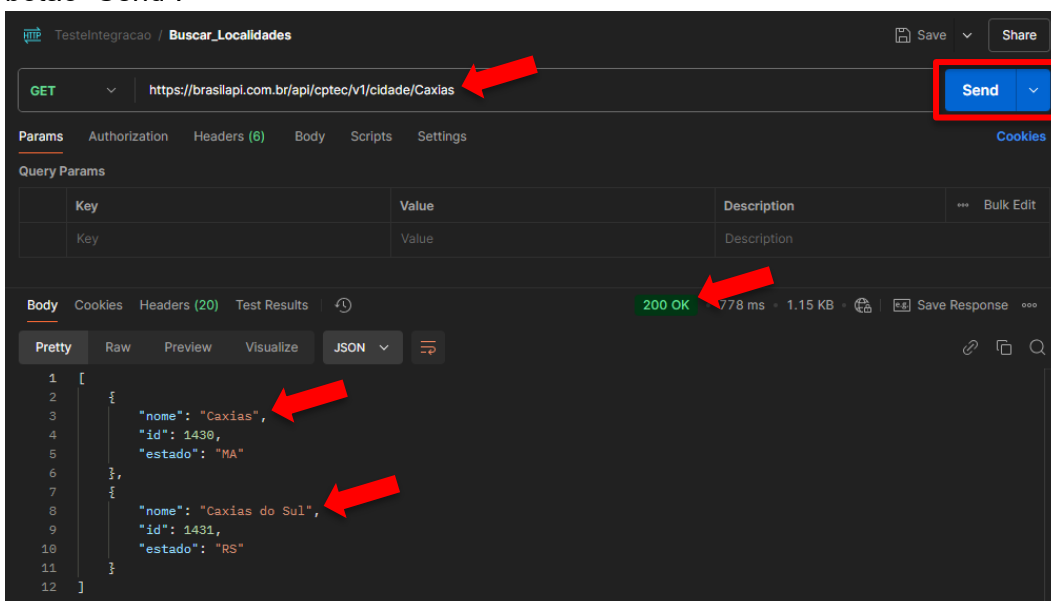 botão "Send".
HTTP TesteIntegracao / Buscar_Localidades Save Share
GET https://brasilapi.com.br/api/cptec/v1/cidade/Caxias Send
Params Authorization Headers (6) Body Scripts Settings Cookies
Query Params
Key Value Description Bulk Edit
Key Value Description
Body Cookies Headers (20) Test Results 200 OK 778 ms 1.15 KB e.g. Save Response
Pretty Raw Preview Visualize JSON
1 [
2 {
3 "nome": "Caxias",
4 "id": 1430,
5 "estado": "MA"
6 },
7 {
8 "nome": "Caxias do Sul",
9 "id": 1431,
10 "estado": "RS"
11 }
12 ]